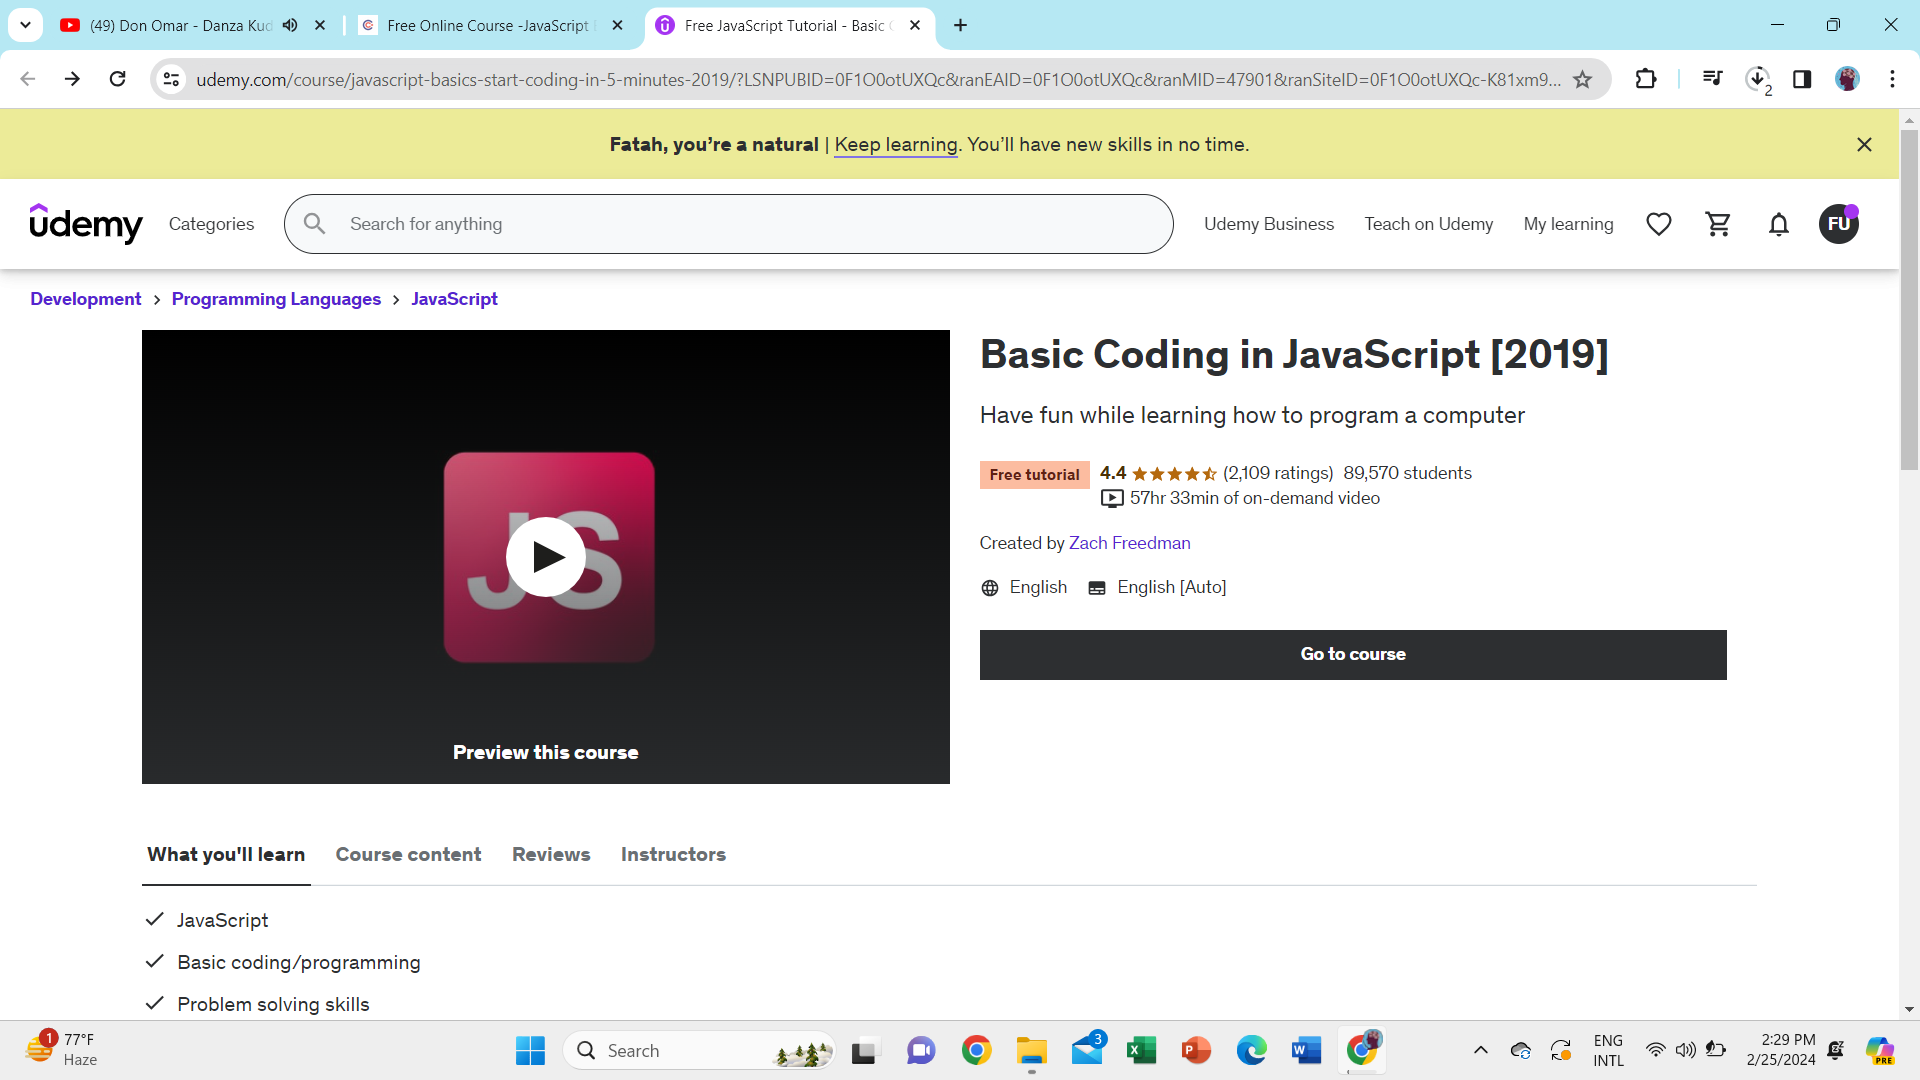 (49) Don Omar - Danza Kud
Free Online Course -JavaScript
Free JavaScript Tutorial - Basic
udemy.com/course/javascript-basics-start-coding-in-5-minutes-2019/?LSNPUBID=0F1O0otUXQc&ranEAID=0F1O0otUXQc&ranMID=47901&ranSiteID=0F1O0otUXQc-K81xm9...
2
Fatah, you’re a natural | Keep learning. You’ll have new skills in no time.
udemy
Categories
Search for anything
Udemy Business
Teach on Udemy
My learning
FU
Development > Programming Languages > JavaScript
JS
Preview this course
Basic Coding in JavaScript [2019]
Have fun while learning how to program a computer
Free tutorial 4.4 (2,109 ratings) 89,570 students
57hr 33min of on-demand video
Created by Zach Freedman
English English [Auto]
Go to course
What you'll learn Course content Reviews Instructors
JavaScript
Basic coding/programming
Problem solving skills
1
77°F
Haze
Search
3
ENG
INTL
2:29 PM
2/25/2024
PRE